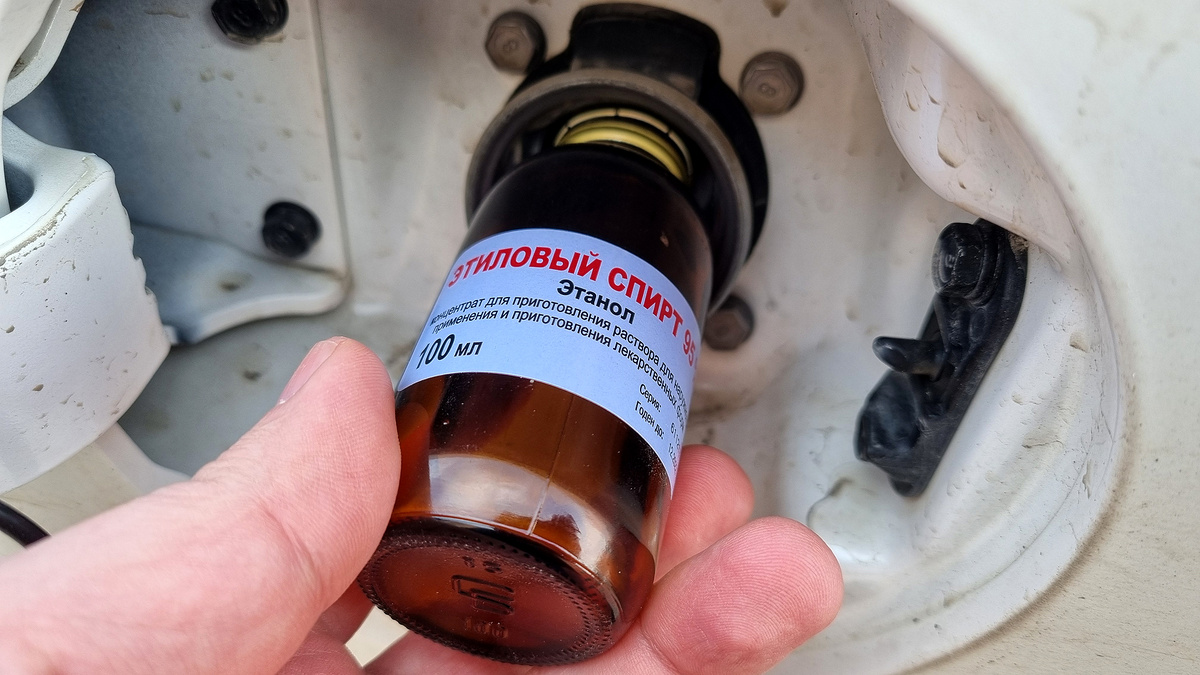 ЭТИЛОВЫЙ СПИРТ 95
Этанол
концентрат для приготовления раствора для
применения и приготовления лекарственных
100 мл
Серия:
Годен до: